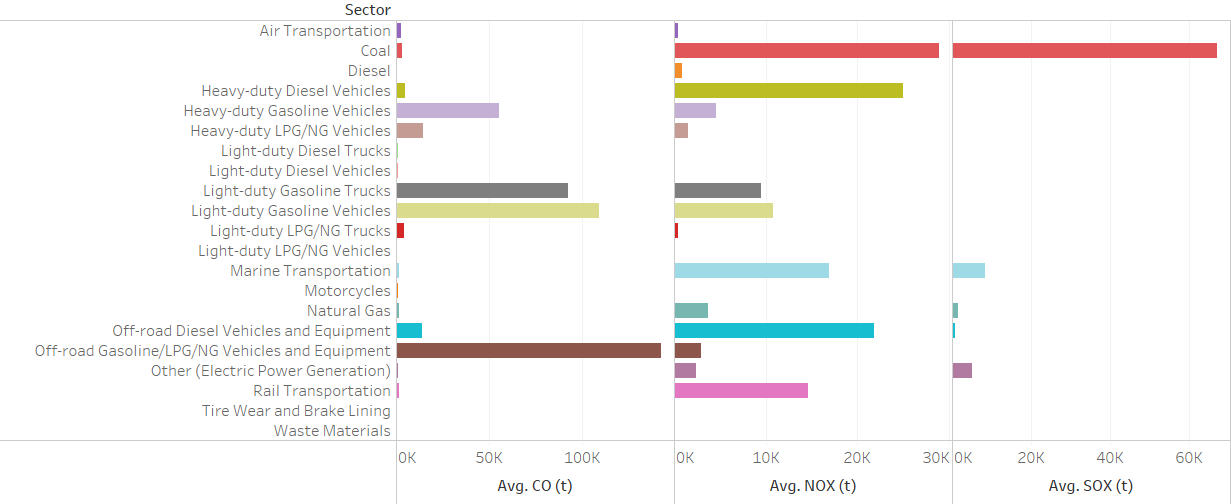 Sector
Air Transportation
Coal
Diesel
Heavy-duty Diesel Vehicles
Heavy-duty Gasoline Vehicles
Heavy-duty LPG/NG Vehicles
Light-duty Diesel Trucks
Light-duty Diesel Vehicles
Light-duty Gasoline Trucks
Light-duty Gasoline Vehicles
Light-duty LPG/NG Trucks
Light-duty LPG/NG Vehicles
Marine Transportation
Motorcycles
Natural Gas
Off-road Diesel Vehicles and Equipment
Off-road Gasoline/LPG/NG Vehicles and Equipment
Other (Electric Power Generation)
Rail Transportation
Tire Wear and Brake Lining
Waste Materials
0K 50K 100K 0K 10K 20K 30K 0K 20K 40K 60K
Avg. CO (t) Avg. NOX (t) Avg. SOX (t)